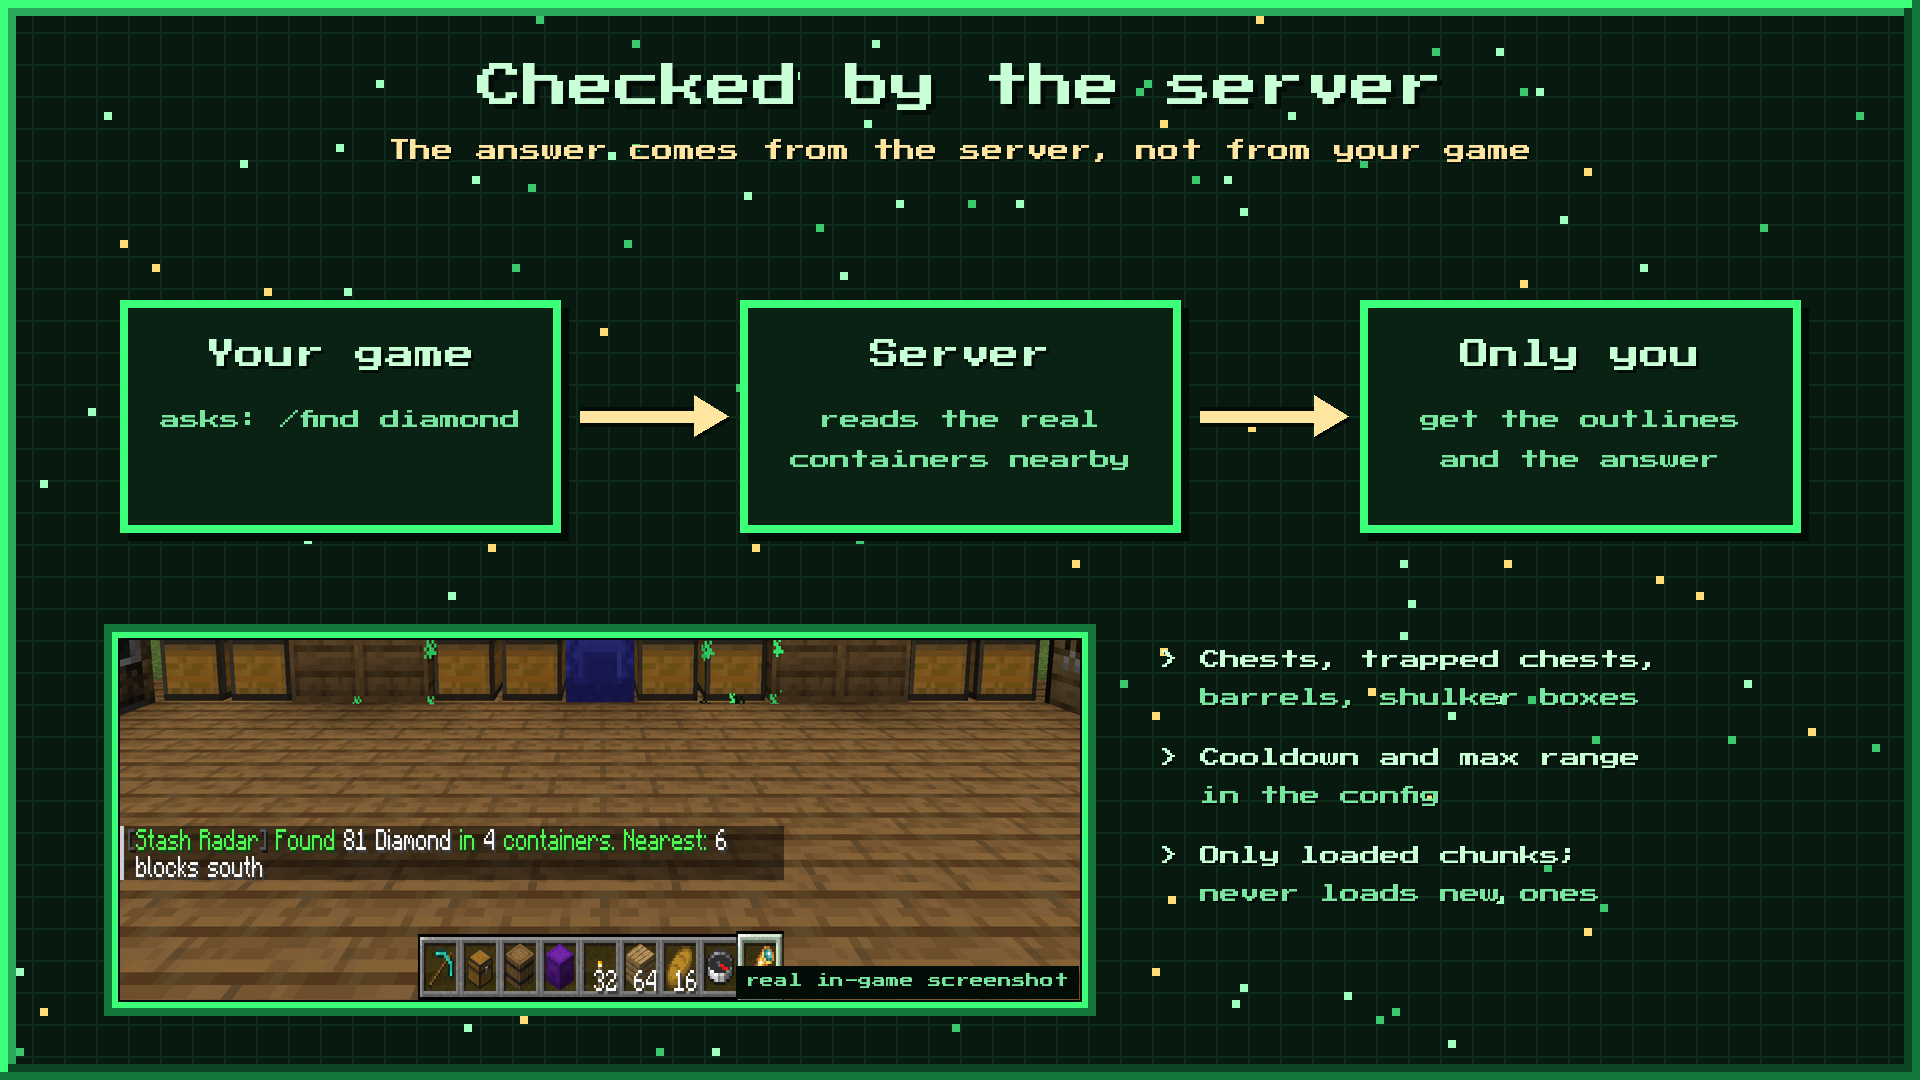 Checked by the server
The answer comes from the server, not from your game
Your game
asks: /find diamond
Server
reads the real
containers nearby
Only you
get the outlines
and the answer
[Stash Radar] Found 81 Diamond in 4 containers. Nearest: 6
blocks south
32 64 16
real in-game screenshot
> Chests, trapped chests,
barrels, shulker boxes
> Cooldown and max range
in the config
> Only loaded chunks;
never loads new ones